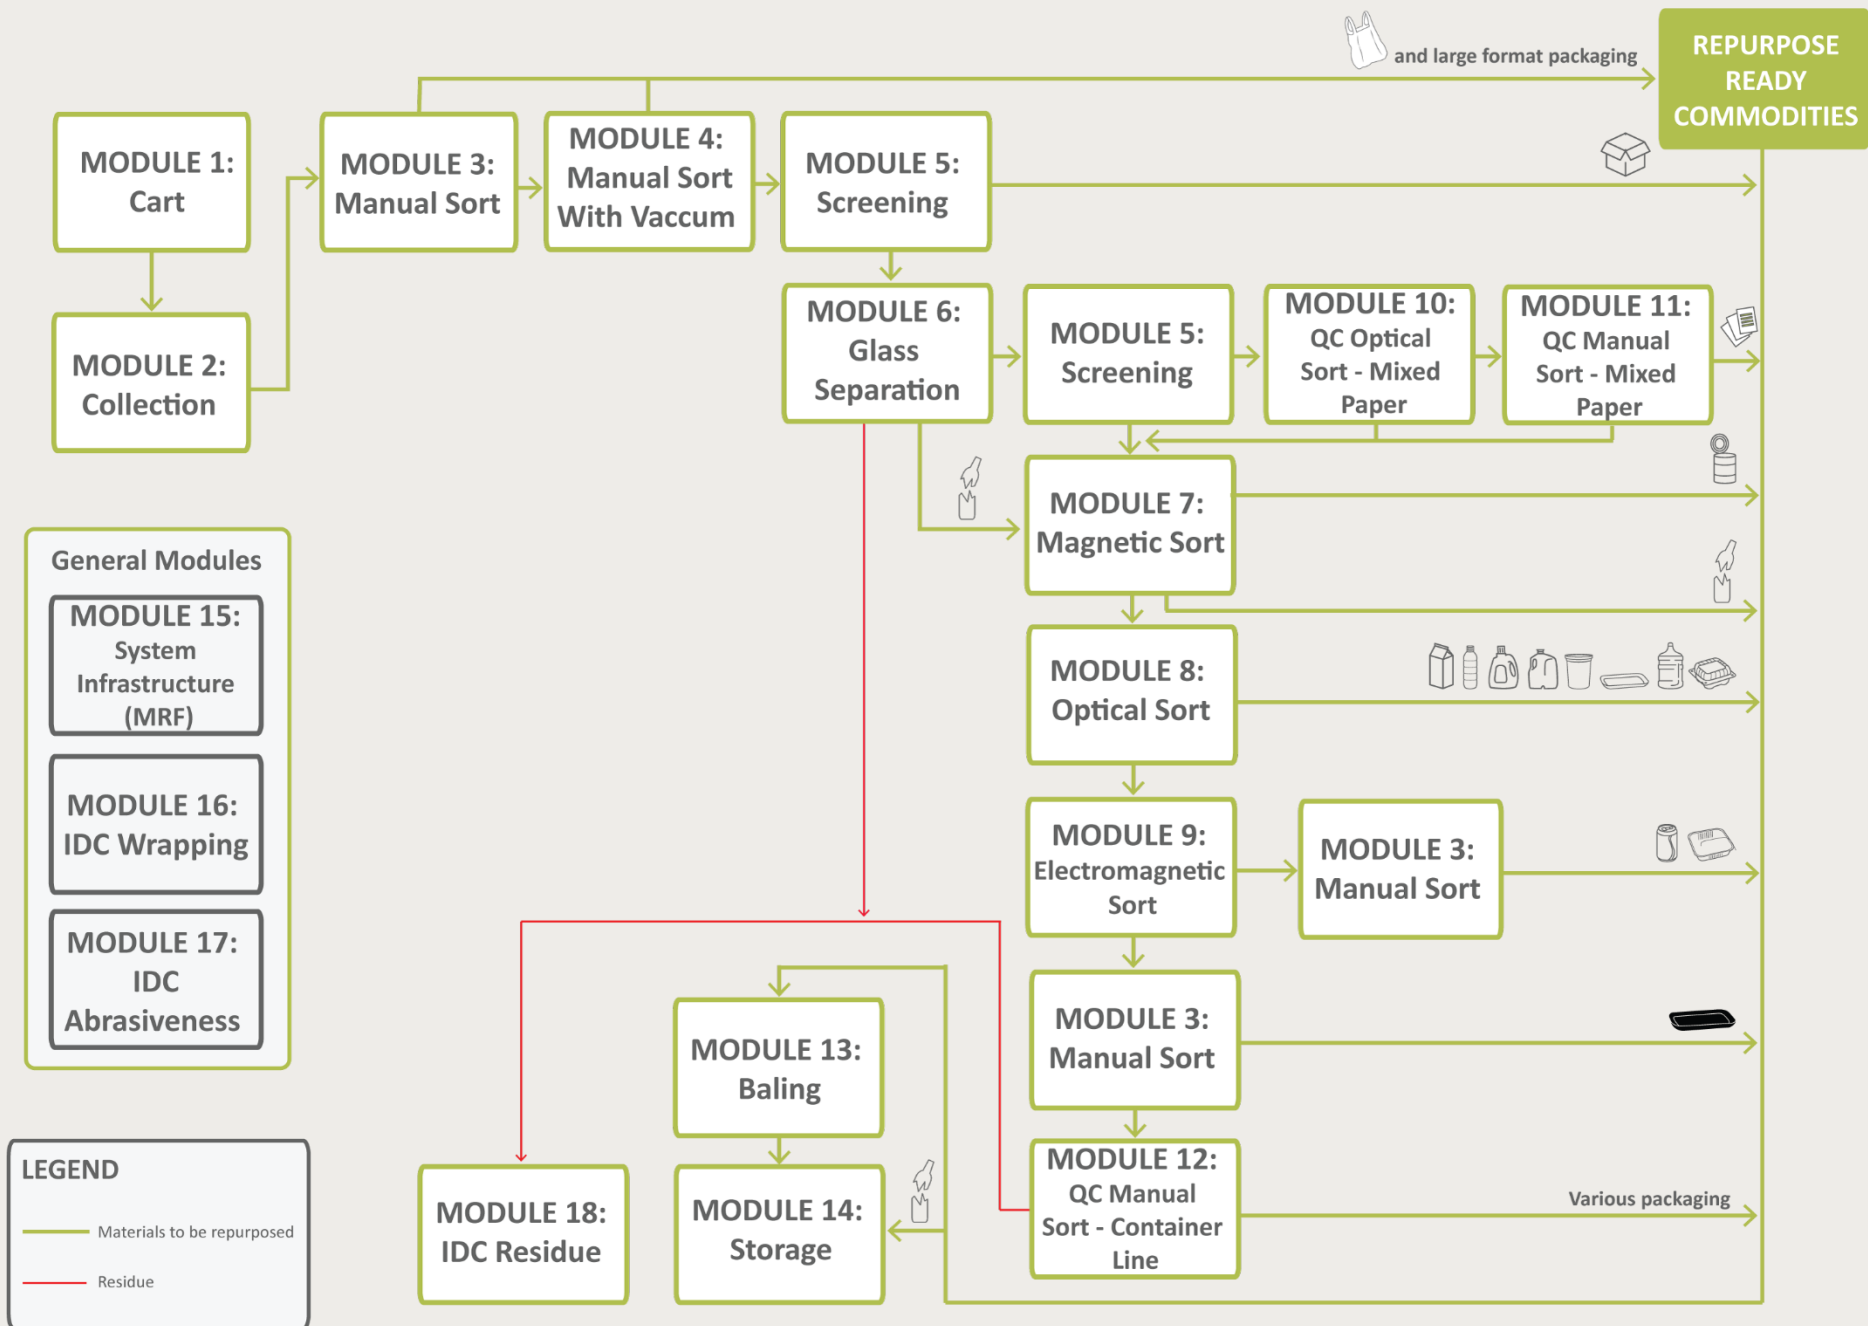 and large format packaging
REPURPOSE
READY
COMMODITIES
MODULE 1:
Cart
MODULE 3:
Manual Sort
MODULE 4:
Manual Sort
With Vaccum
MODULE 5:
Screening
MODULE 2:
Collection
MODULE 6:
Glass
Separation
MODULE 5:
Screening
MODULE 10:
QC Optical
Sort - Mixed
Paper
MODULE 11:
QC Manual
Sort - Mixed
Paper
MODULE 7:
Magnetic Sort
General Modules
MODULE 15:
System
Infrastructure
(MRF)
MODULE 16:
IDC Wrapping
MODULE 17:
IDC
Abrasiveness
MODULE 8:
Optical Sort
MODULE 9:
Electromagnetic
Sort
MODULE 3:
Manual Sort
MODULE 3:
Manual Sort
MODULE 13:
Baling
MODULE 12:
QC Manual
Sort - Container
Line
Various packaging
MODULE 18:
IDC Residue
MODULE 14:
Storage
LEGEND
Materials to be repurposed
Residue